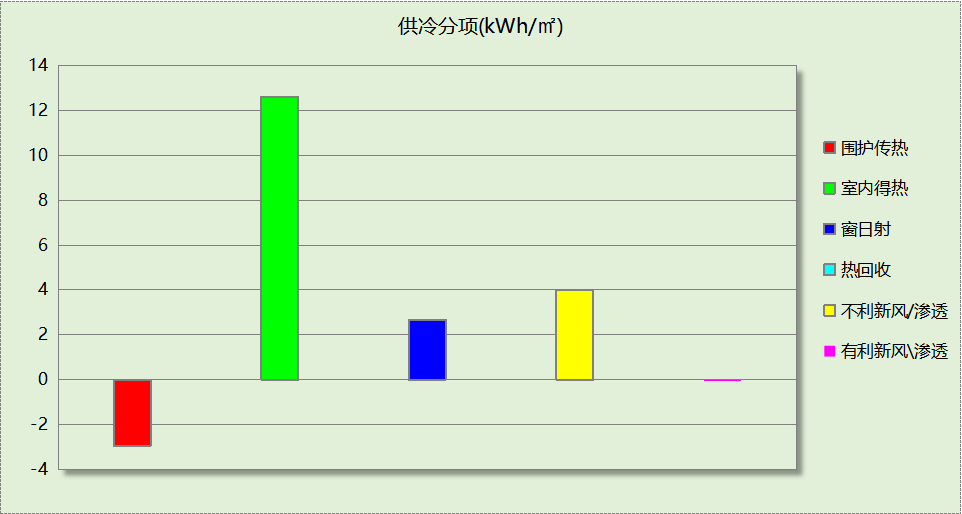 供冷分项(kWh/㎡)
14
12
10
8
6
4
2
0
-2
-4
围护传热
室内得热
窗日射
热回收
不利新风/渗透
有利新风\渗透